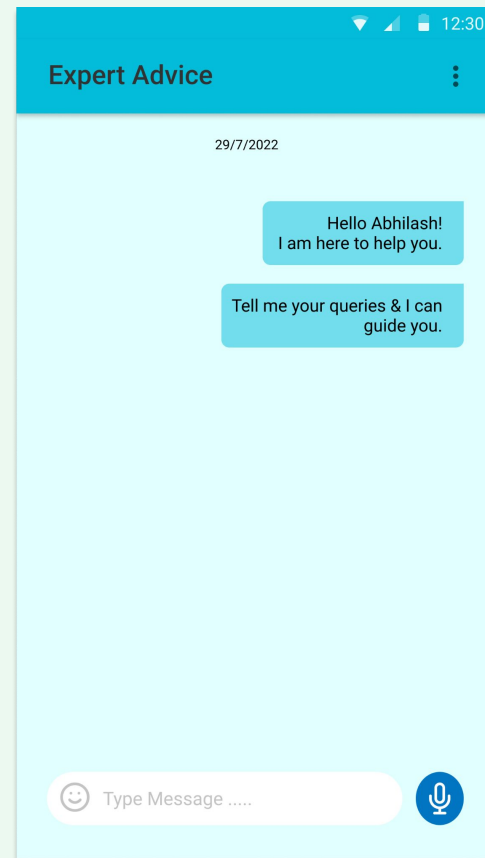 12:30
Expert Advice
29/7/2022
Hello Abhilash!
I am here to help you.
Tell me your queries & I can
guide you.
Type Message .....